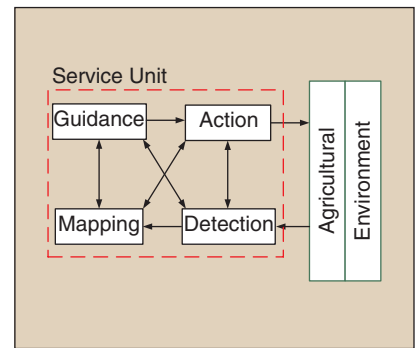 Service Unit
Guidance
Action
Mapping
Detection
Agricultural
Environment